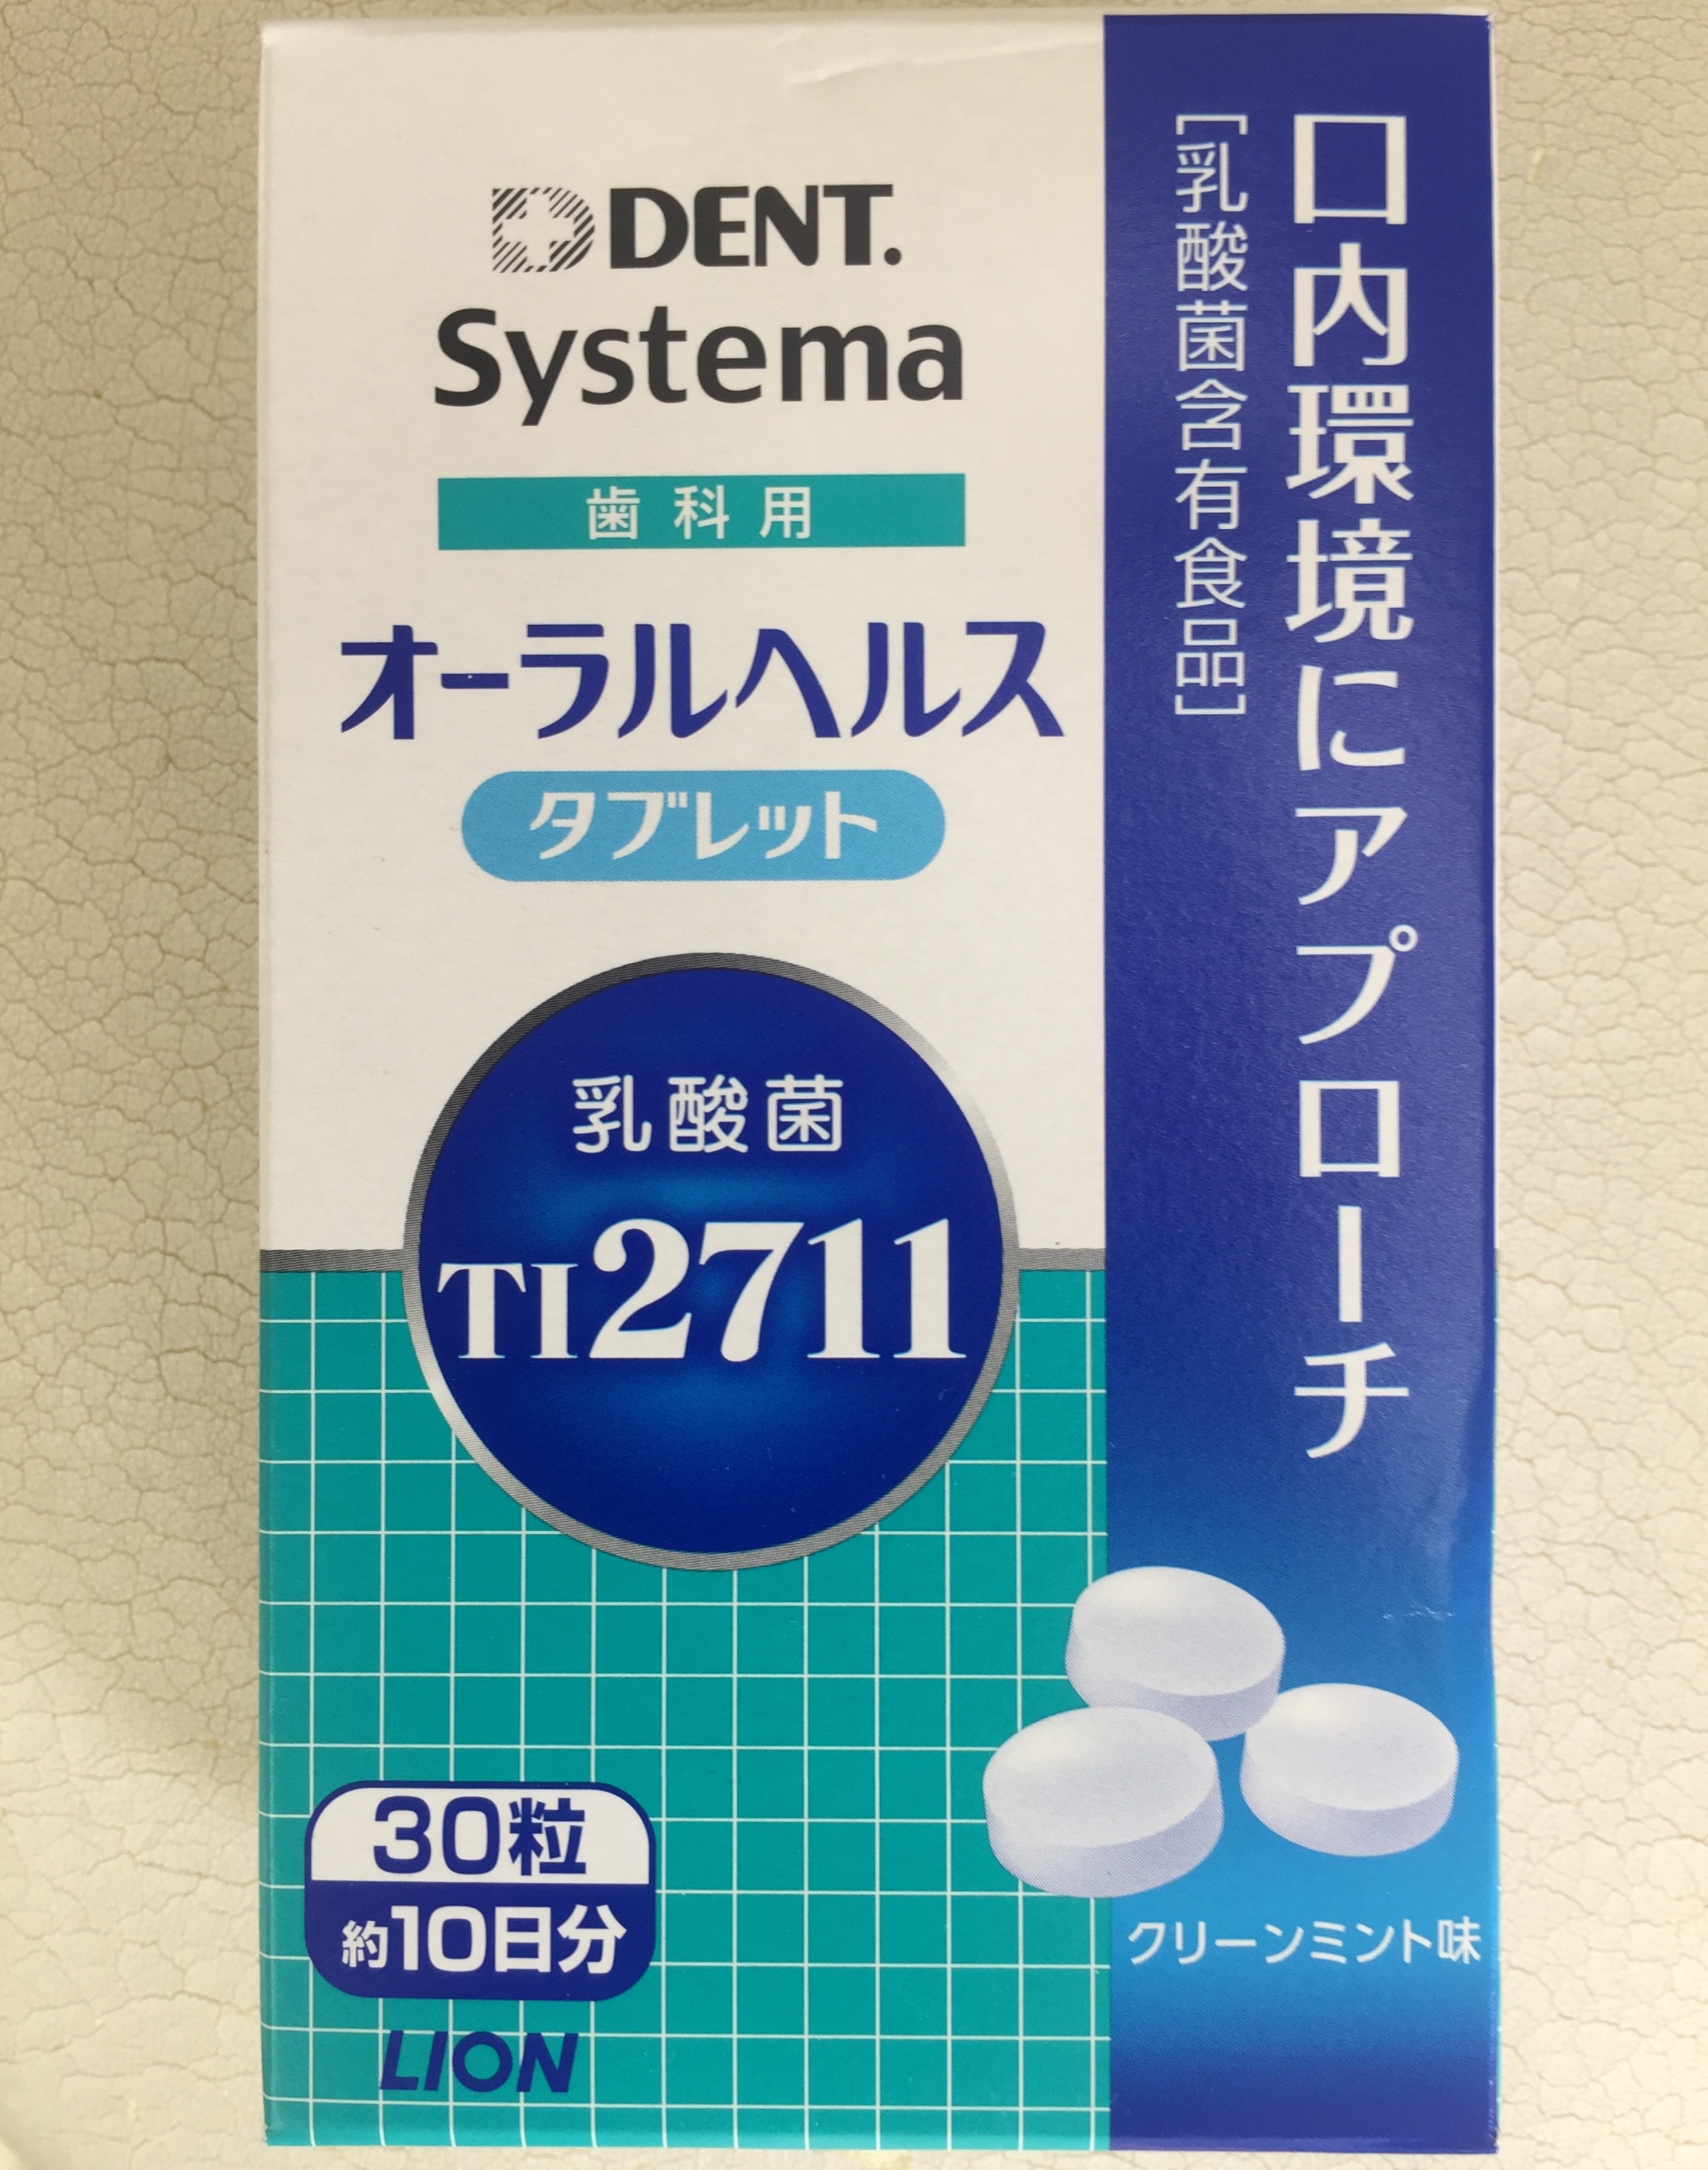 DENT.
Systema
歯科用
オーラルヘルス
タブレット
乳酸菌
TI2711
30粒
約10日分
LION
口内環境にアプローチ
[乳酸菌含有食品]
クリーンミント味